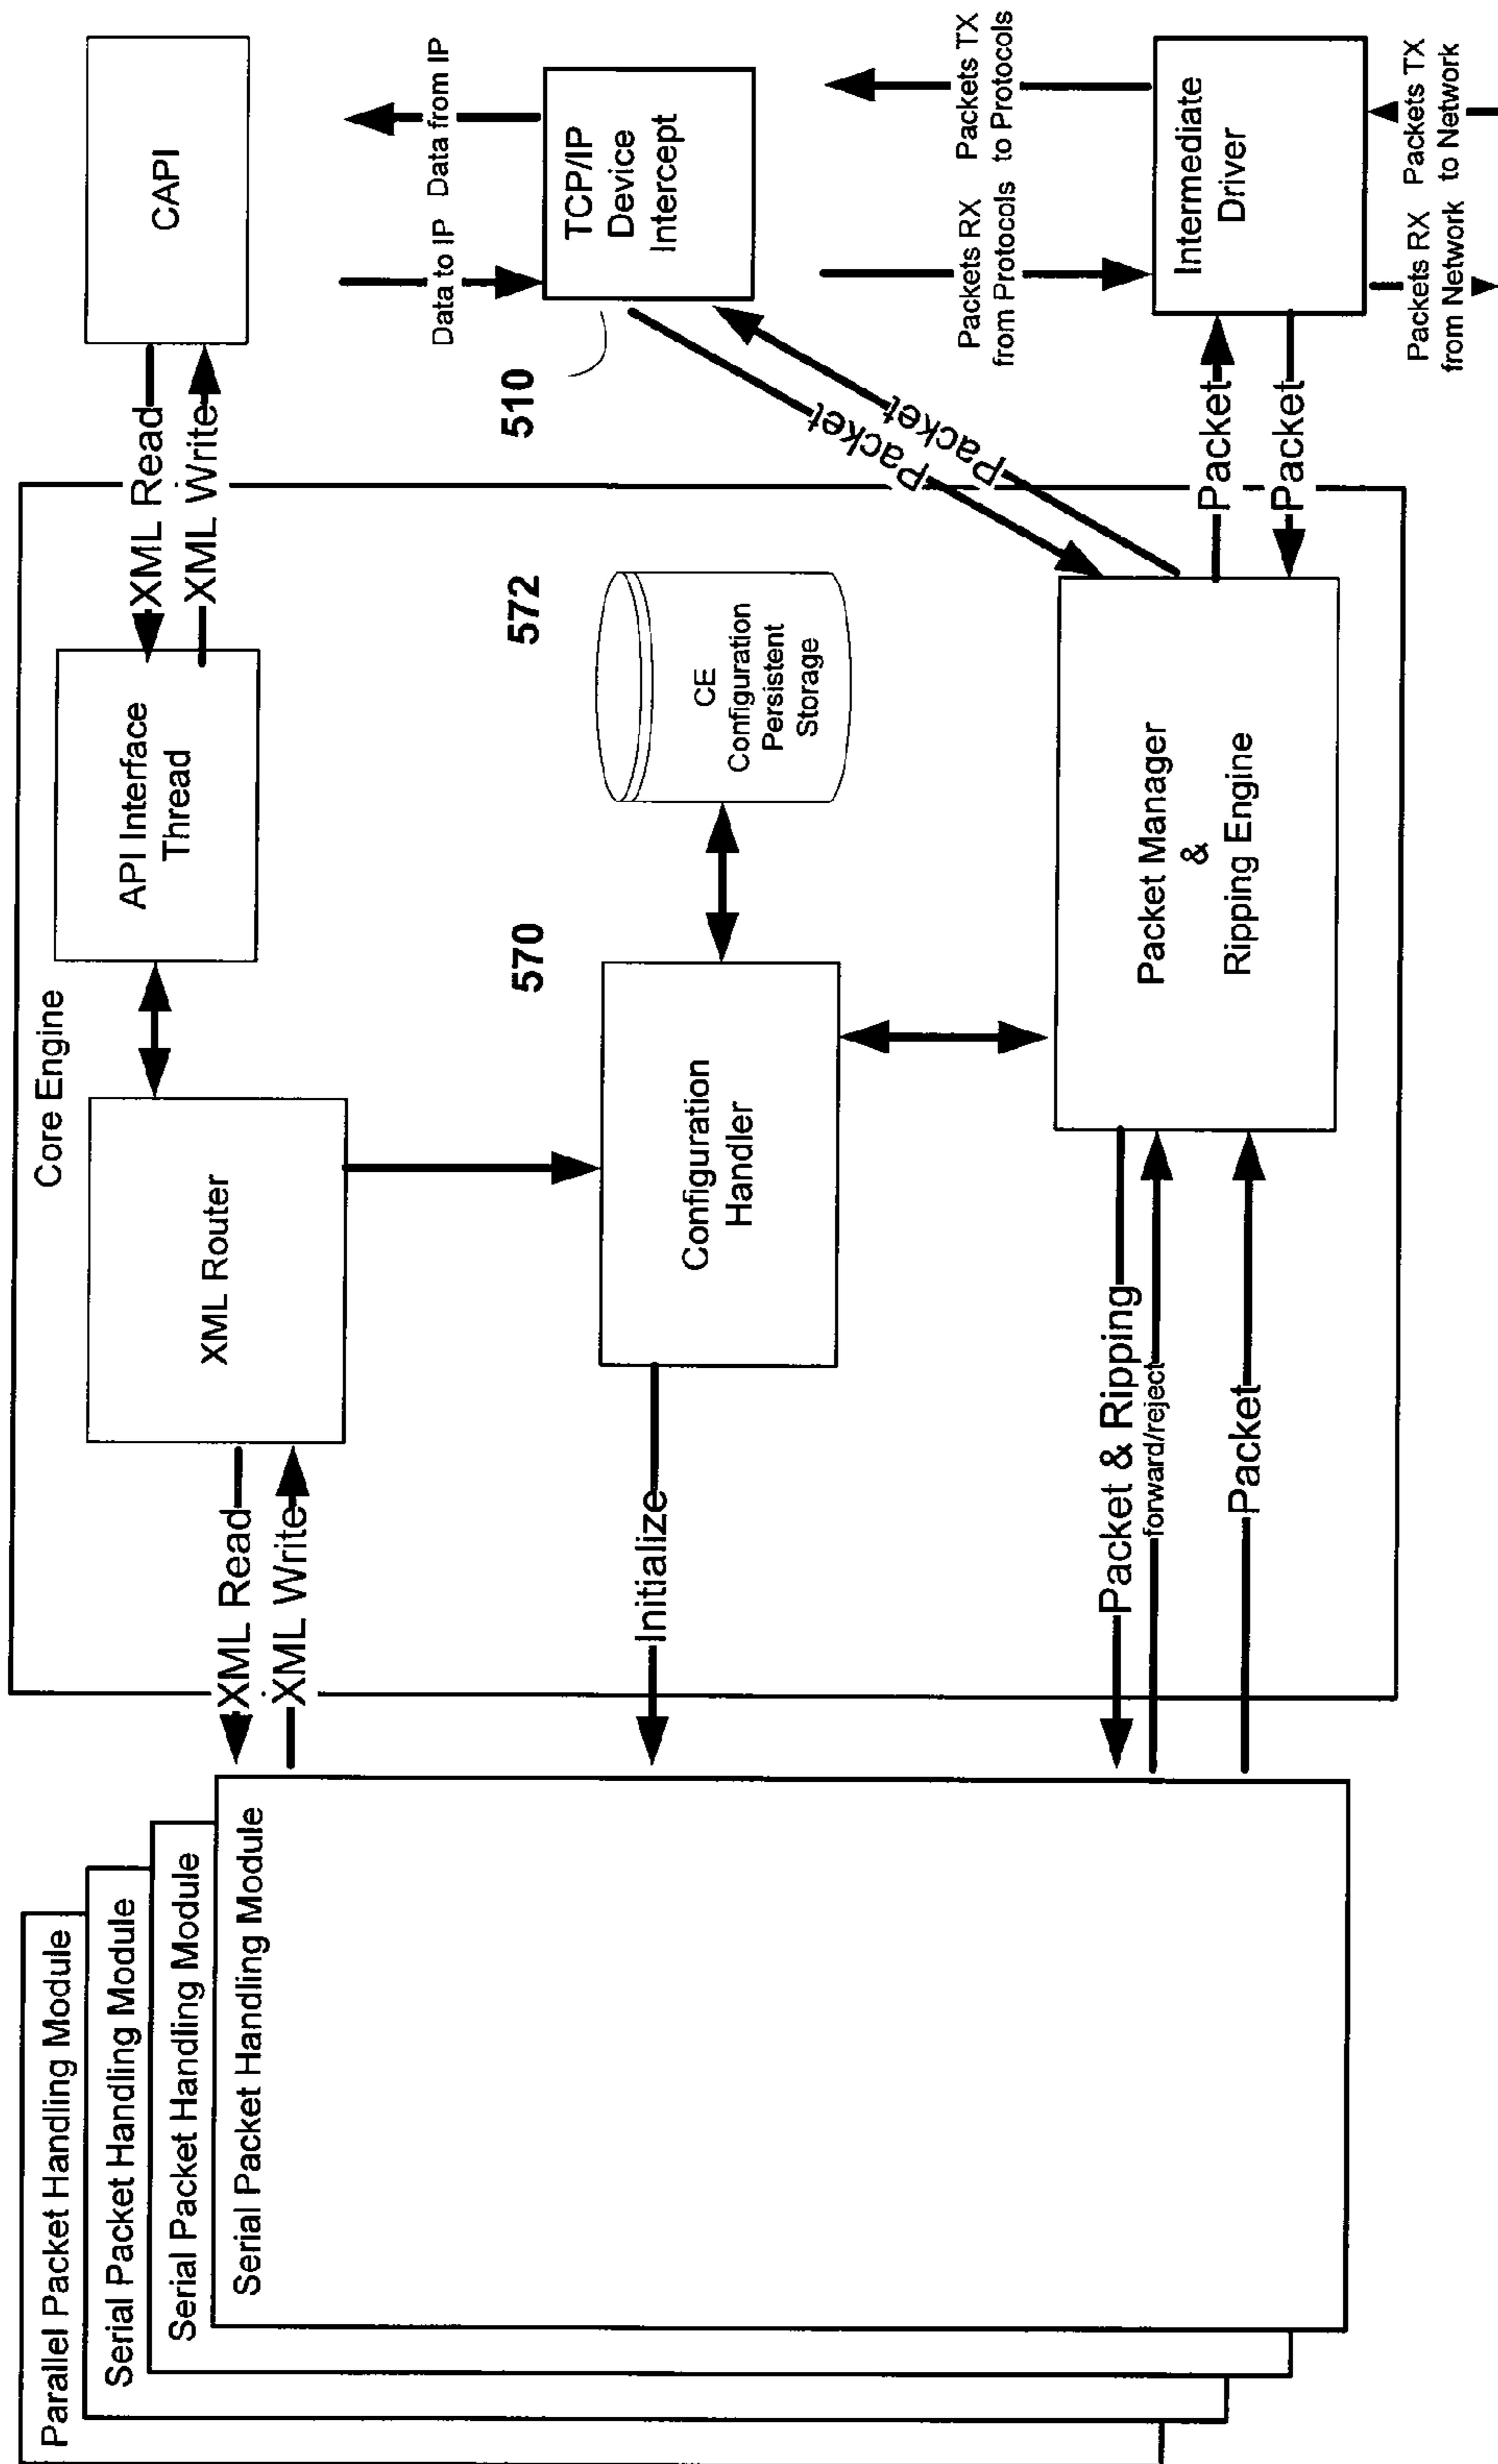 Parallel Packet Handling Module
Serial Packet Handling Module
Serial Packet Handling Module
Serial Packet Handling Module
XML Read
XML Write
Initialize
Packet & Ripping
forward/reject
Packet
Core Engine
XML Router
API Interface
Thread
570
Configuration
Handler
572
CE
Configuration
Persistent
Storage
Packet Manager
&
Ripping Engine
XML Read
XML Write
CAPI
Data to IP
Data from IP
510
TCP/IP
Device
Intercept
Packet
Packet
Packets RX
from Protocols
Packets TX
to Protocols
Packet
Packet
Intermediate
Driver
Packets RX
from Network
Packets TX
to Network